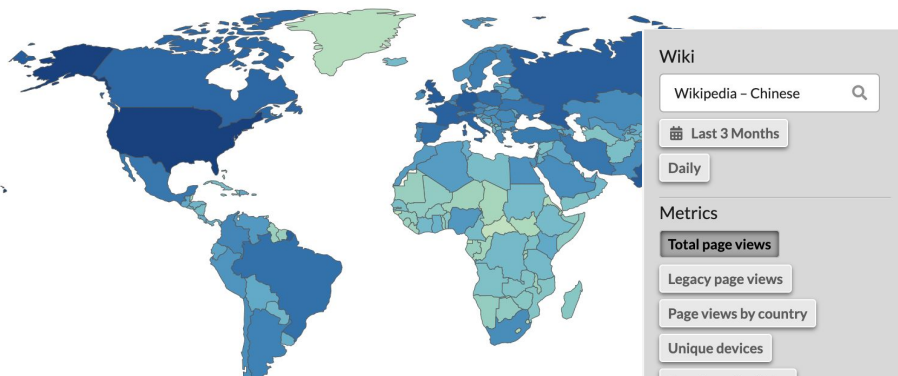 Wiki
Wikipedia – Chinese
Last 3 Months
Daily
Metrics
Total page views
Legacy page views
Page views by country
Unique devices